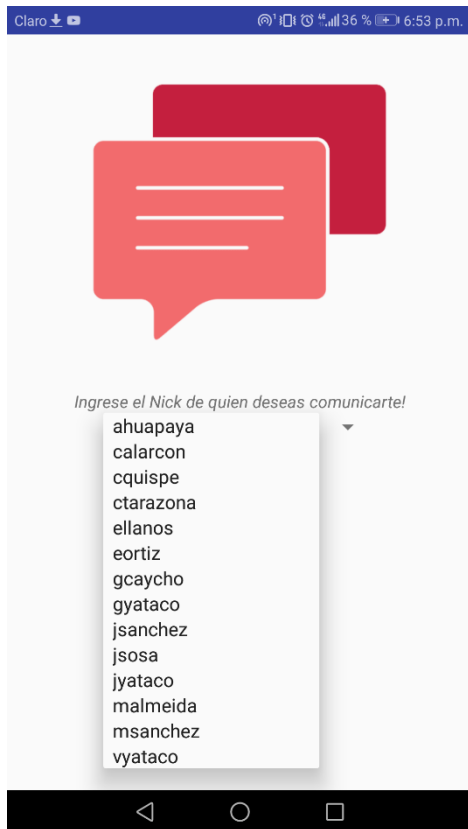 Claro 36 % 6:53 p.m.
Ingrese el Nick de quien deseas comunicarte!
ahuapaya
calarcon
cquispe
ctarazona
ellanos
eortiz
gcaycho
gyataco
jsanchez
jsosa
jyataco
malmeida
msanchez
vyataco